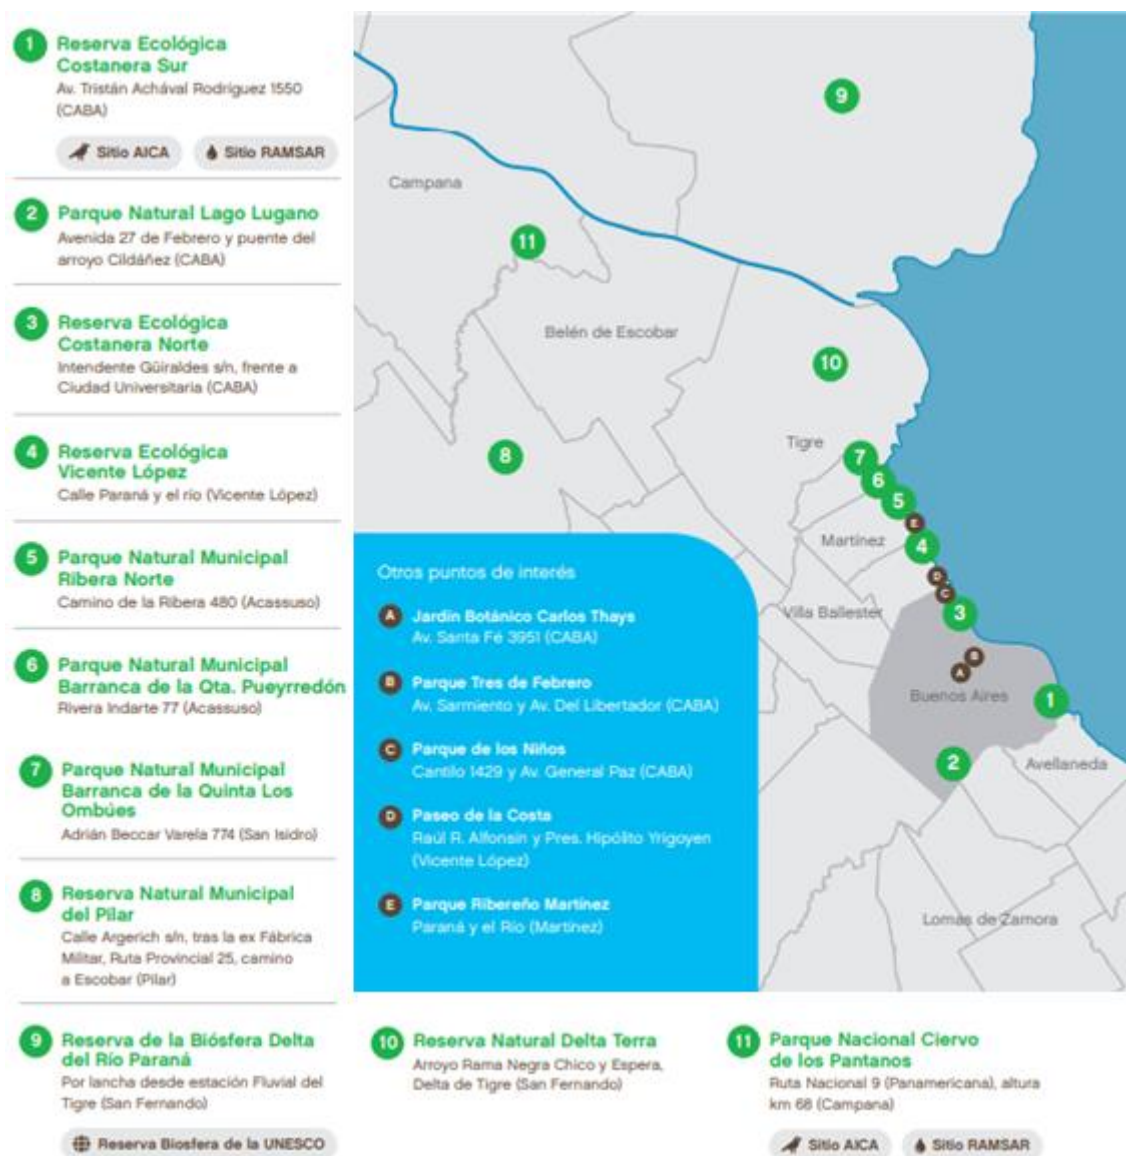 1
Reserva Ecológica
Costanera Sur
Av. Tristán Achával Rodríguez 1550
(CABA)
Sitio AICA
Sitio RAMSAR
2
Parque Natural Lago Lugano
Avenida 27 de Febrero y puente del
arroyo Cildáñez (CABA)
3
Reserva Ecológica
Costanera Norte
Intendente Güiraldes s/n, frente a
Ciudad Universitaria (CABA)
4
Reserva Ecológica
Vicente López
Calle Paraná y el río (Vicente López)
5
Parque Natural Municipal
Ribera Norte
Camino de la Ribera 480 (Acassuso)
6
Parque Natural Municipal
Barranca de la Qta. Pueyrredón
Rivera Indarte 77 (Acassuso)
7
Parque Natural Municipal
Barranca de la Quinta Los
Ombúes
Adrián Beccar Varela 774 (San Isidro)
8
Reserva Natural Municipal
del Pilar
Calle Argerich s/n, tras la ex Fábrica
Militar, Ruta Provincial 25, camino
a Escobar (Pilar)
9
Reserva de la Biósfera Delta
del Río Paraná
Por lancha desde estación Fluvial del
Tigre (San Fernando)
Reserva Biosfera de la UNESCO
10
Reserva Natural Delta Terra
Arroyo Rama Negra Chico y Espera,
Delta de Tigre (San Fernando)
11
Parque Nacional Ciervo
de los Pantanos
Ruta Nacional 9 (Panamericana), altura
km 68 (Campana)
Sitio AICA
Sitio RAMSAR
9
Campana
11
Belén de Escobar
10
Tigre
7
8
6
5
E
Martínez
4
D
C
Villa Ballester
3
B
A
Buenos Aires
1
2
Avellaneda
Lomas de Zamora
Otros puntos de interés
A
Jardín Botánico Carlos Thays
Av. Santa Fé 3951 (CABA)
B
Parque Tres de Febrero
Av. Sarmiento y Av. Del Libertador (CABA)
C
Parque de los Niños
Cantilo 1429 y Av. General Paz (CABA)
D
Paseo de la Costa
Raúl R. Alfonsín y Pres. Hipólito Yrigoyen
(Vicente López)
E
Parque Ribereño Martínez
Paraná y el Río (Martínez)